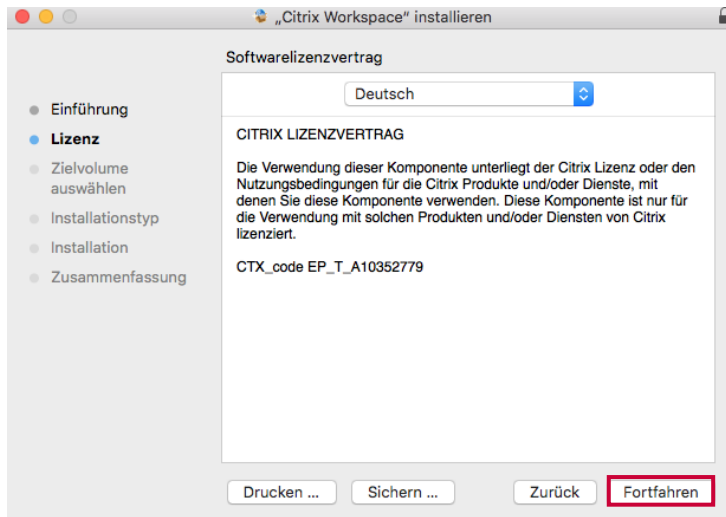 „Citrix Workspace“ installieren
Softwarelizenzvertrag
Einführung
Lizenz
Zielvolume
auswählen
Installationstyp
Installation
Zusammenfassung
Deutsch
CITRIX LIZENZVERTRAG
Die Verwendung dieser Komponente unterliegt der Citrix Lizenz oder den
Nutzungsbedingungen für die Citrix Produkte und/oder Dienste, mit
denen Sie diese Komponente verwenden. Diese Komponente ist nur für
die Verwendung mit solchen Produkten und/oder Diensten von Citrix
lizenziert.
CTX_code EP_T_A10352779
Drucken ...
Sichern ...
Zurück
Fortfahren